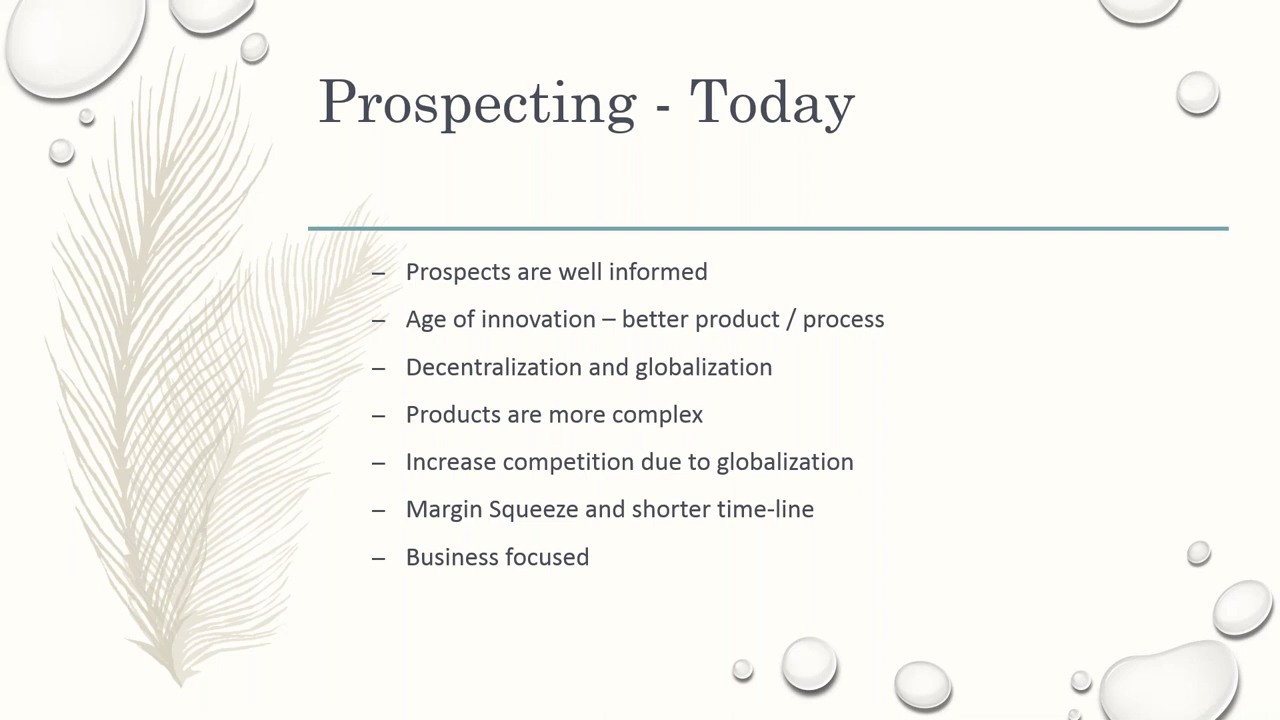 Prospecting - Today
– Prospects are well informed
– Age of innovation – better product / process
– Decentralization and globalization
– Products are more complex
– Increase competition due to globalization
– Margin Squeeze and shorter time-line
– Business focused